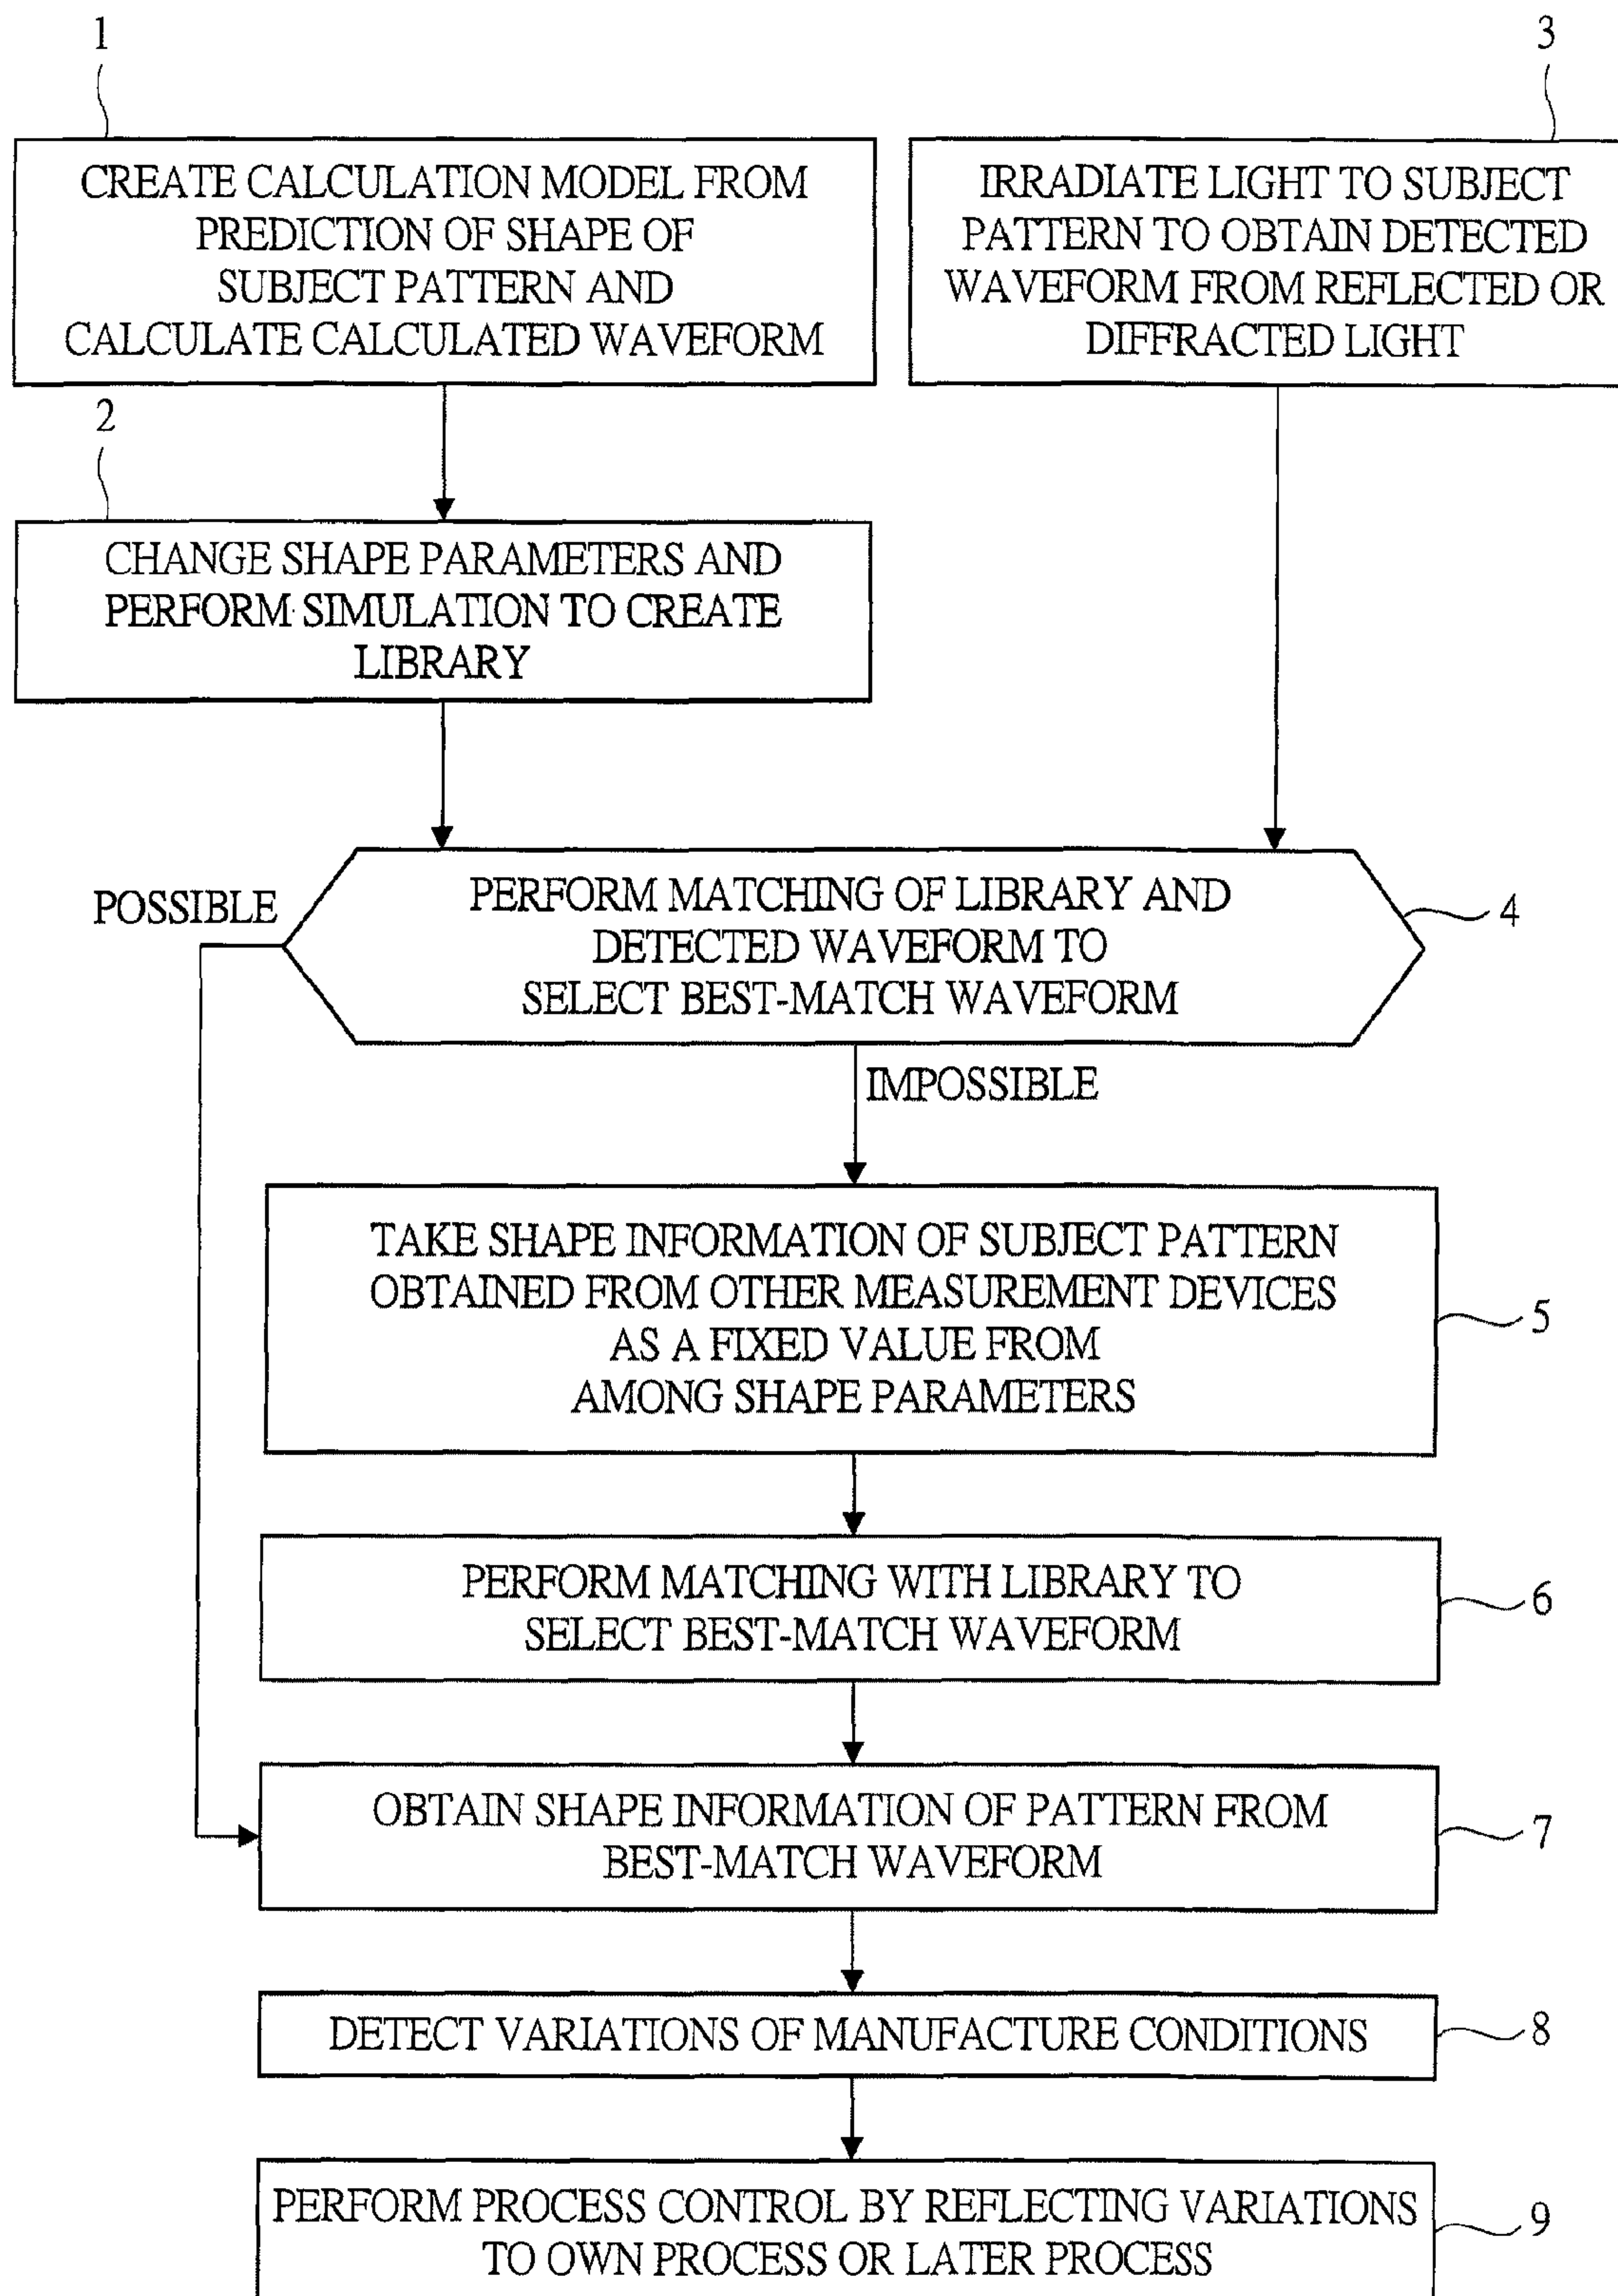 1
CREATE CALCULATION MODEL FROM
PREDICTION OF SHAPE OF
SUBJECT PATTERN AND
CALCULATE CALCULATED WAVEFORM
3
IRRADIATE LIGHT TO SUBJECT
PATTERN TO OBTAIN DETECTED
WAVEFORM FROM REFLECTED OR
DIFFRACTED LIGHT
2
CHANGE SHAPE PARAMETERS AND
PERFORM SIMULATION TO CREATE
LIBRARY
POSSIBLE
PERFORM MATCHING OF LIBRARY AND
DETECTED WAVEFORM TO
SELECT BEST-MATCH WAVEFORM
4
IMPOSSIBLE
TAKE SHAPE INFORMATION OF SUBJECT PATTERN
OBTAINED FROM OTHER MEASUREMENT DEVICES
AS A FIXED VALUE FROM
AMONG SHAPE PARAMETERS
5
PERFORM MATCHING WITH LIBRARY TO
SELECT BEST-MATCH WAVEFORM
6
OBTAIN SHAPE INFORMATION OF PATTERN FROM
BEST-MATCH WAVEFORM
7
DETECT VARIATIONS OF MANUFACTURE CONDITIONS
8
PERFORM PROCESS CONTROL BY REFLECTING VARIATIONS
TO OWN PROCESS OR LATER PROCESS
9